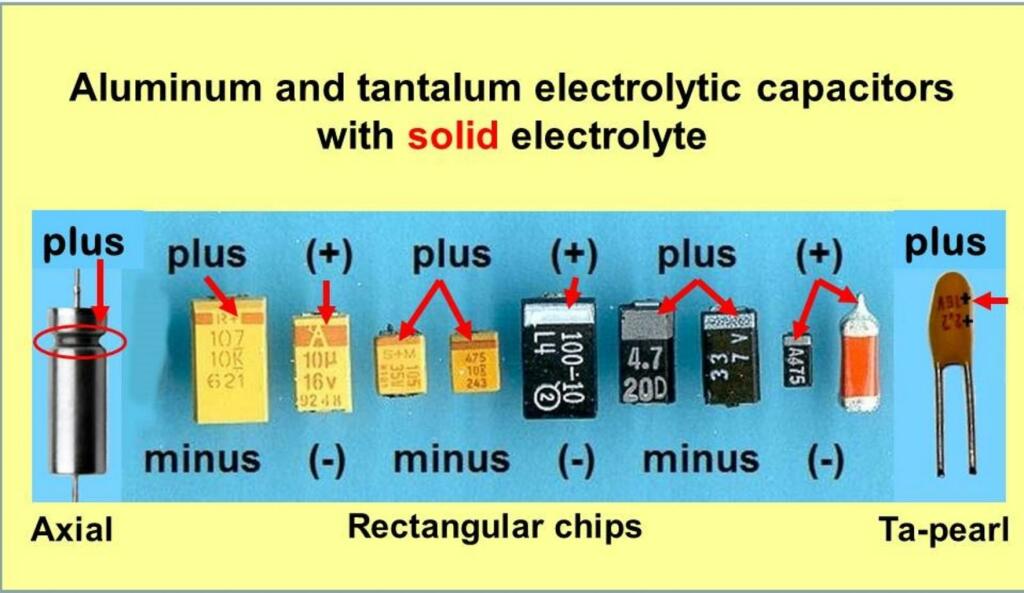 Aluminum and tantalum electrolytic capacitors
with solid electrolyte
plus
plus
(+)
plus
(+)
plus
(+)
plus
R+
107
10K
621
A
10µ
16v
9248
S+M
105
35V
475
10K
243
100-10
L4
2
4.7
20D
33
7 V
A475
+
16V
2.2
+
minus
(-)
minus
(-)
minus
(-)
Axial
Rectangular chips
Ta-pearl